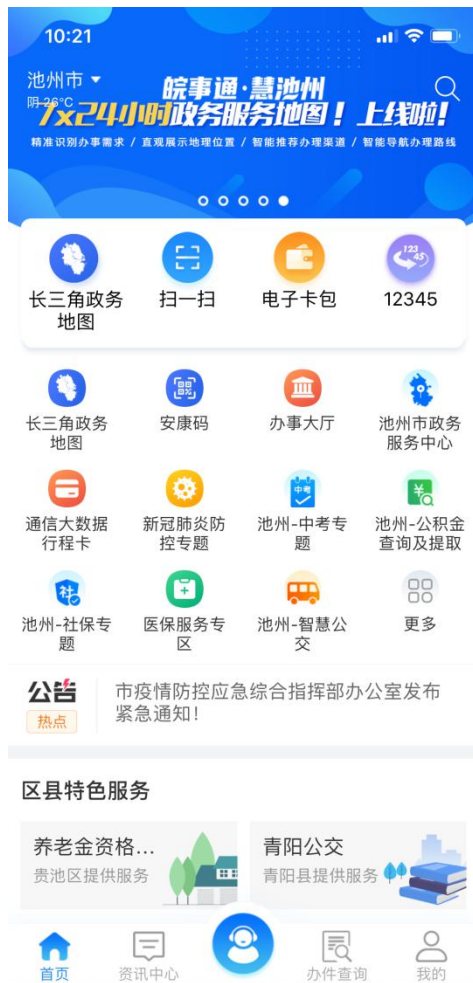 10:21
池州市
阴 26°C
皖事通·慧池州
7x24小时政务服务地图！上线啦！
精准识别办事需求 / 直观展示地理位置 / 智能推荐办理渠道 / 智能导航办理路线
长三角政务
地图
扫一扫
电子卡包
123
45
12345
长三角政务
地图
安康码
办事大厅
池州市政务
服务中心
中考
通信大数据
行程卡
新冠肺炎防
控专题
池州-中考专
题
池州-公积金
查询及提取
社
池州-社保专
题
医保服务专
区
池州-智慧公
交
更多
公告
热点
市疫情防控应急综合指挥部办公室发布
紧急通知！
区县特色服务
养老金资格...
贵池区提供服务
青阳公交
青阳县提供服务
首页
资讯中心
办件查询
我的